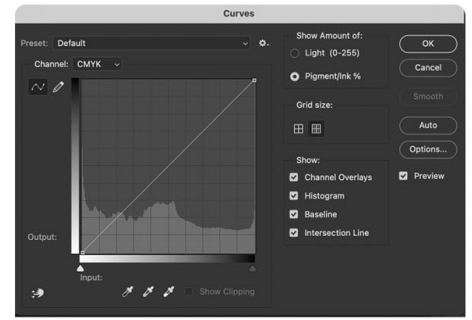 Curves
Preset: Default
Channel: CMYK
Output:
Input:
Show Clipping
Show Amount of:
Light (0-255)
Pigment/Ink %
Grid size:
Show:
Channel Overlays
Histogram
Baseline
Intersection Line
OK
Cancel
Smooth
Auto
Options...
Preview